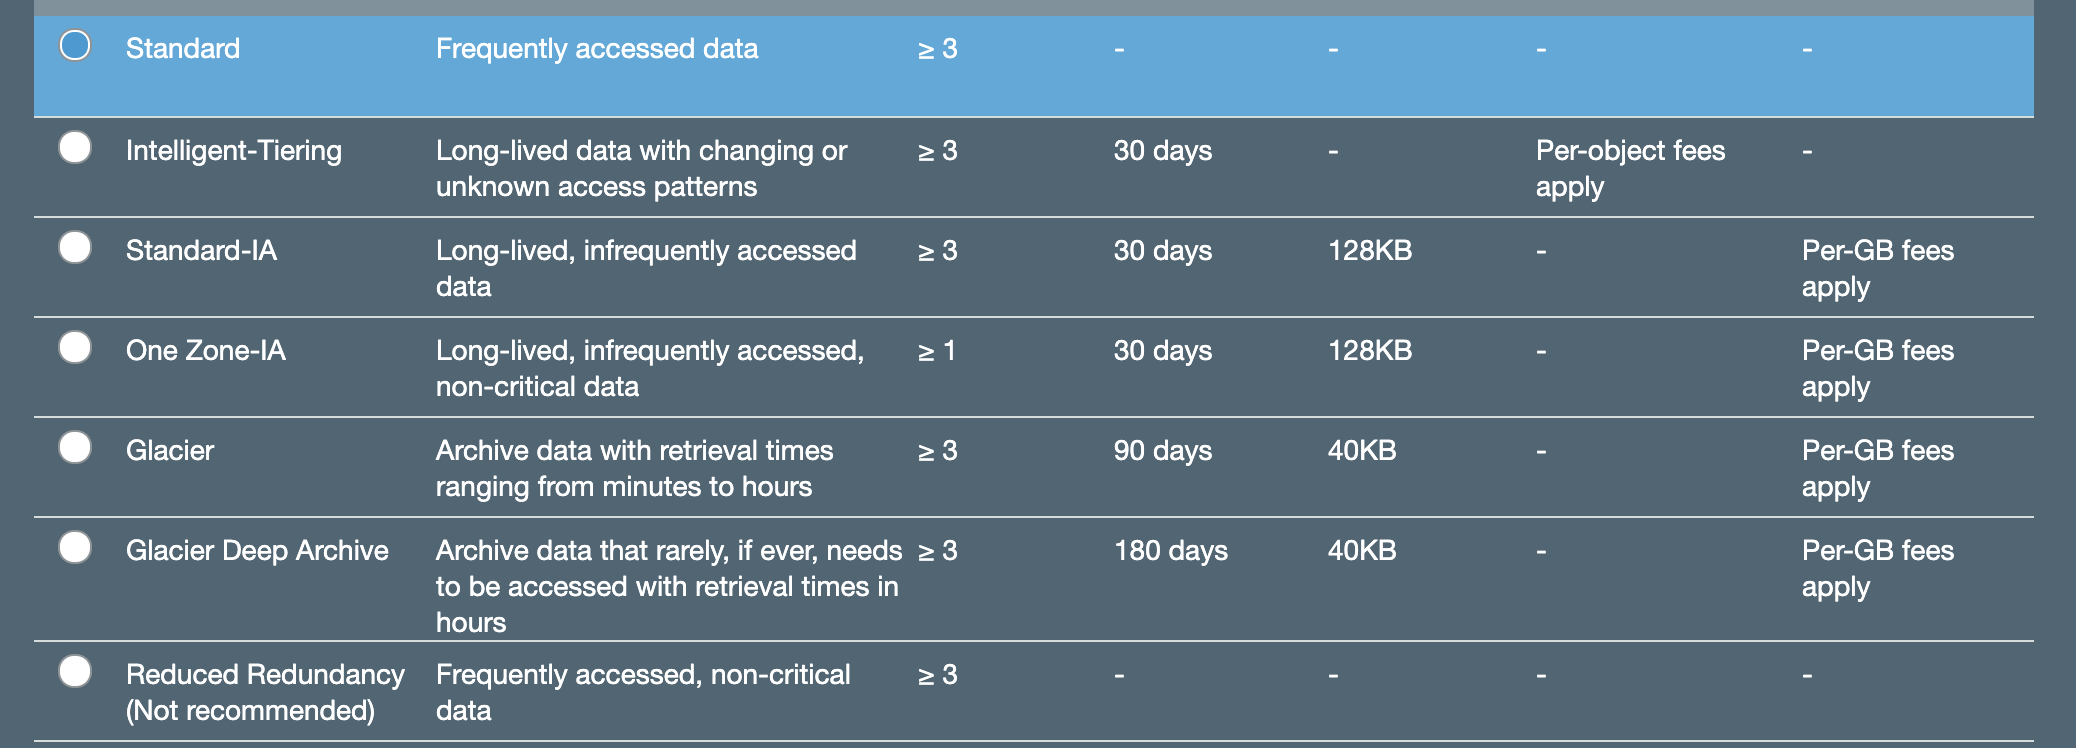 Standard Frequently accessed data ≥ 3 - - - -
Intelligent-Tiering Long-lived data with changing or ≥ 3 30 days - Per-object fees -
unknown access patterns apply
Standard-IA Long-lived, infrequently accessed ≥ 3 30 days 128KB - Per-GB fees
data apply
One Zone-IA Long-lived, infrequently accessed, ≥ 1 30 days 128KB - Per-GB fees
non-critical data apply
Glacier Archive data with retrieval times ≥ 3 90 days 40KB - Per-GB fees
ranging from minutes to hours apply
Glacier Deep Archive Archive data that rarely, if ever, needs ≥ 3 180 days 40KB - Per-GB fees
to be accessed with retrieval times in apply
hours
Reduced Redundancy Frequently accessed, non-critical ≥ 3 - - - -
(Not recommended) data